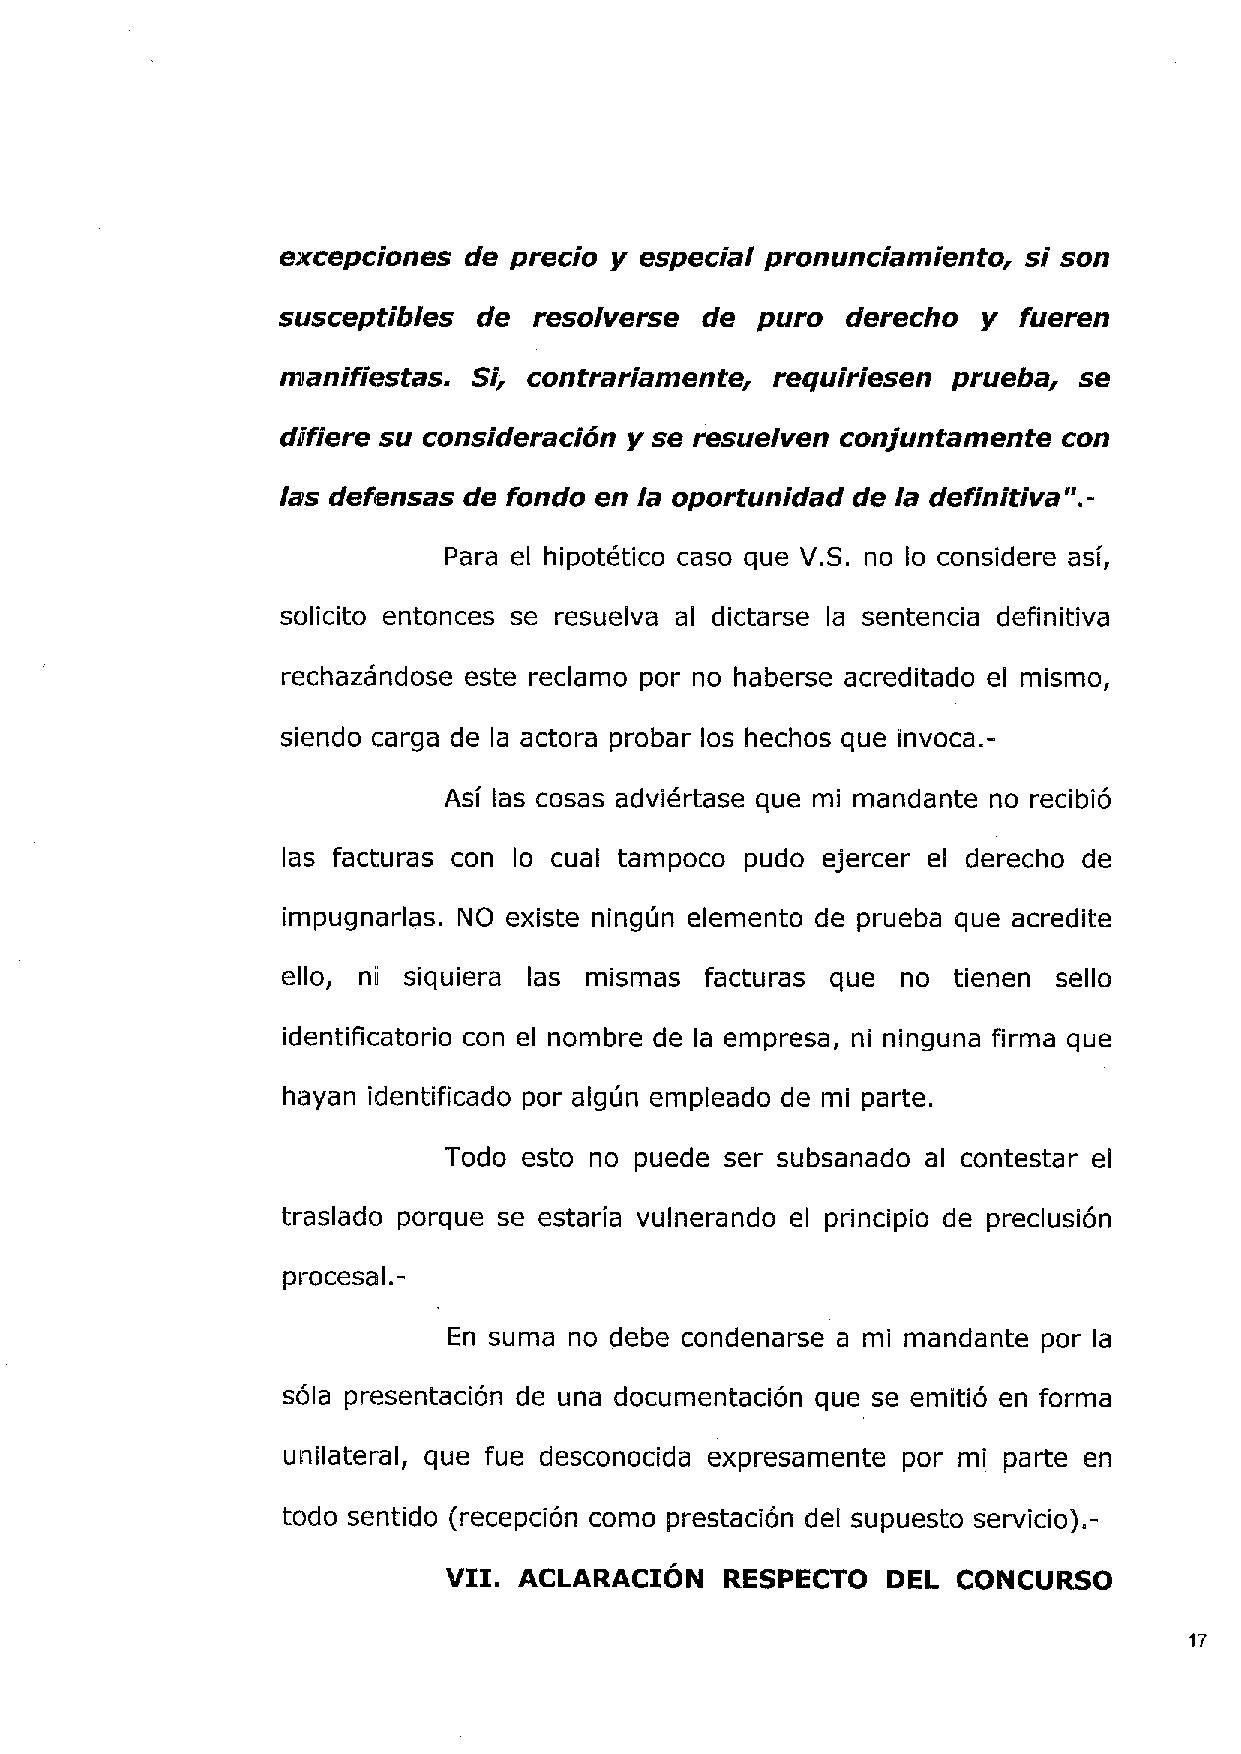 excepciones de precio y especial pronunciamiento, si son
susceptibles de resolverse de puro derecho y fueren
manifiestas. Si, contrariamente, requiriesen prueba, se
difiere su consideración y se resuelven conjuntamente con
las defensas de fondo en la oportunidad de la definitiva".-
Para el hipotético caso que V.S. no lo considere así,
solicito entonces se resuelva al dictarse la sentencia definitiva
rechazándose este reclamo por no haberse acreditado el mismo,
siendo carga de la actora probar los hechos que invoca.-
Así las cosas adviértase que mi mandante no recibió
las facturas con lo cual tampoco pudo ejercer el derecho de
impugnarlas. NO existe ningún elemento de prueba que acredite
ello, ni siquiera las mismas facturas que no tienen sello
identificatorio con el nombre de la empresa, ni ninguna firma que
hayan identificado por algún empleado de mi parte.
Todo esto no puede ser subsanado al contestar el
traslado porque se estaría vulnerando el principio de preclusión
procesal.-
En suma no debe condenarse a mi mandante por la
sóla presentación de una documentación que se emitió en forma
unilateral, que fue desconocida expresamente por mi parte en
todo sentido (recepción como prestación del supuesto servicio).-
VII. ACLARACIÓN RESPECTO DEL CONCURSO
17